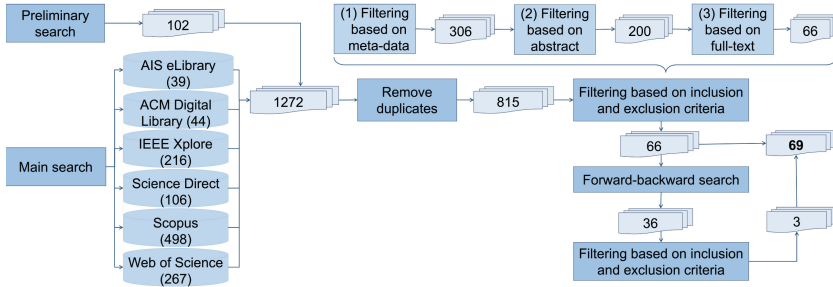 Preliminary
search
102
Main search
AIS eLibrary
(39)
ACM Digital
Library (44)
IEEE Xplore
(216)
Science Direct
(106)
Scopus
(498)
Web of Science
(267)
1272
Remove
duplicates
815
(1) Filtering
based on
meta-data
306
(2) Filtering
based on
abstract
200
(3) Filtering
based on
full-text
66
Filtering based on inclusion
and exclusion criteria
66
69
Forward-backward search
36
3
Filtering based on inclusion
and exclusion criteria